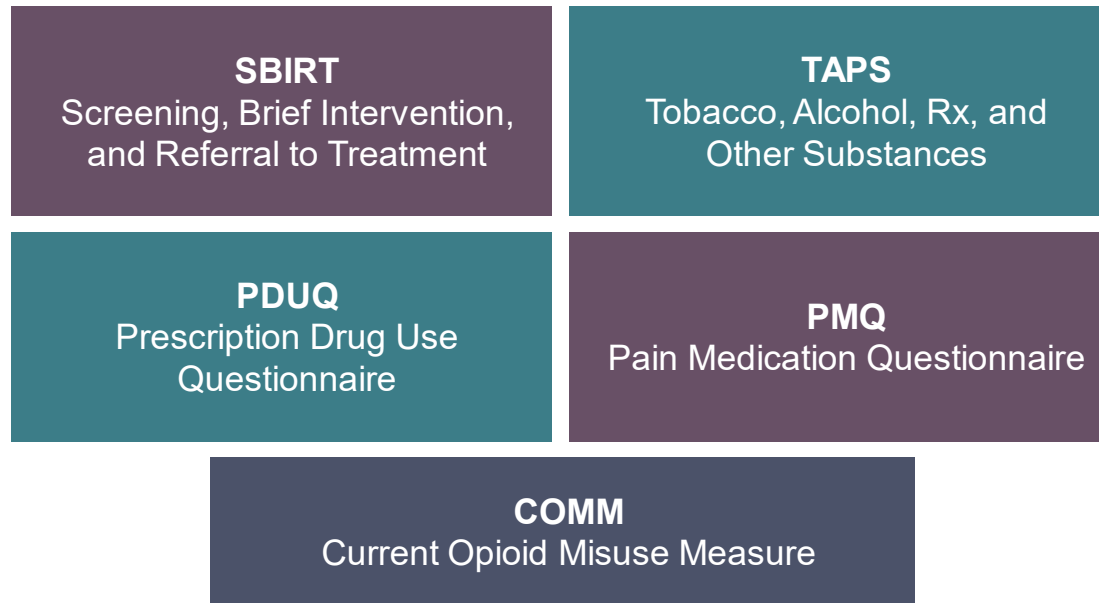 SBIRT
Screening, Brief Intervention,
and Referral to Treatment
TAPS
Tobacco, Alcohol, Rx, and
Other Substances
PDUQ
Prescription Drug Use
Questionnaire
PMQ
Pain Medication Questionnaire
COMM
Current Opioid Misuse Measure